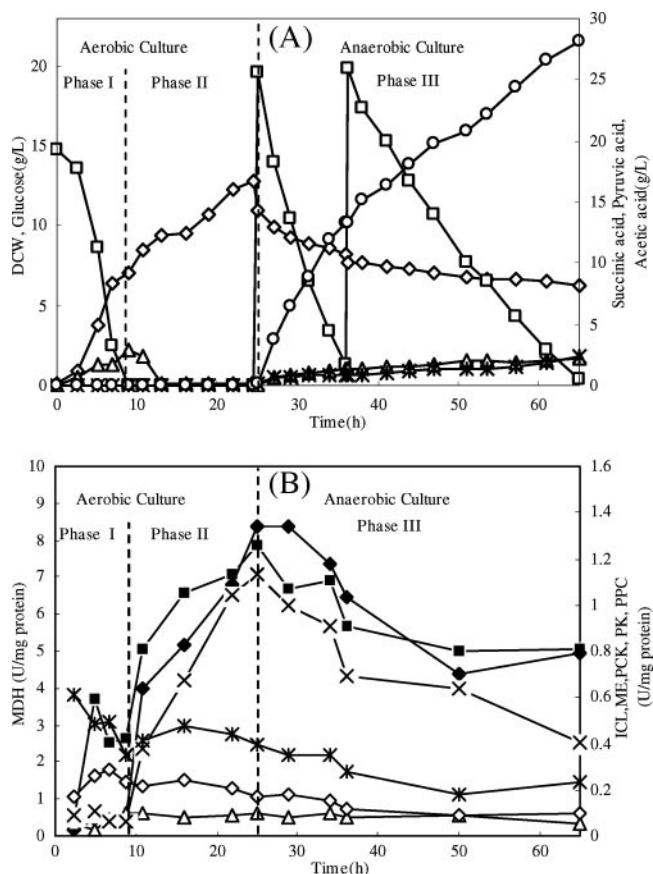 (A)
Aerobic Culture
Anaerobic Culture
Phase I
Phase II
Phase III
DCW, Glucose(g/L)
20
15
10
5
0
Succinic acid, Pyruvic acid,
Acetic acid(g/L)
30
25
20
15
10
5
0
0 10 20 30 40 50 60
Time(h)
(B)
Aerobic Culture
Anaerobic Culture
Phase I
Phase II
Phase III
MDH (U/mg protein)
10
9
8
7
6
5
4
3
2
1
0
ICL,ME,PCK, PK, PPC
(U/mg protein)
1.6
1.4
1.2
1
0.8
0.6
0.4
0.2
0
0 10 20 30 40 50 60
Time(h)